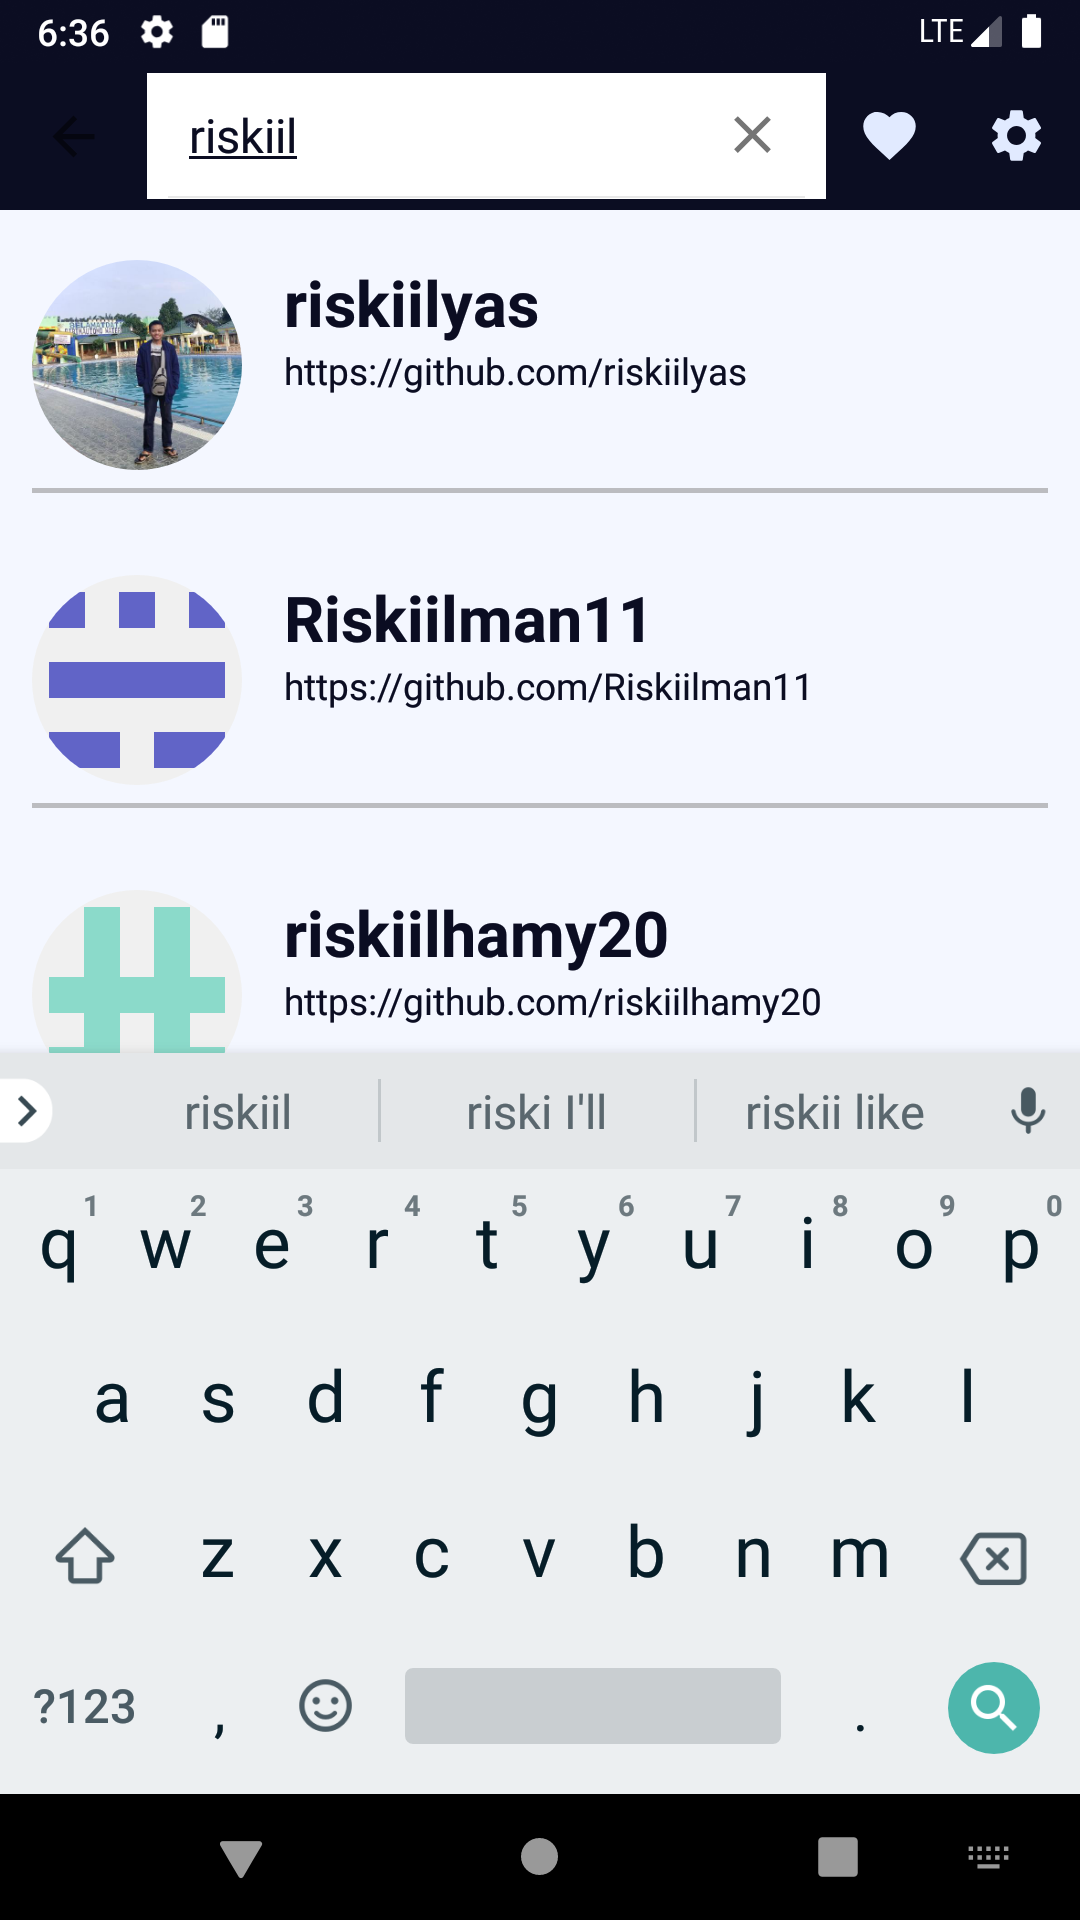 6:36 LTE
riskiil
riskiilyas
https://github.com/riskiilyas
Riskiilman11
https://github.com/Riskiilman11
riskiilhamy20
https://github.com/riskiilhamy20
riskiil riski I'll riskii like
1 2 3 4 5 6 7 8 9 0
q w e r t y u i o p
a s d f g h j k l
z x c v b n m
?123 , .